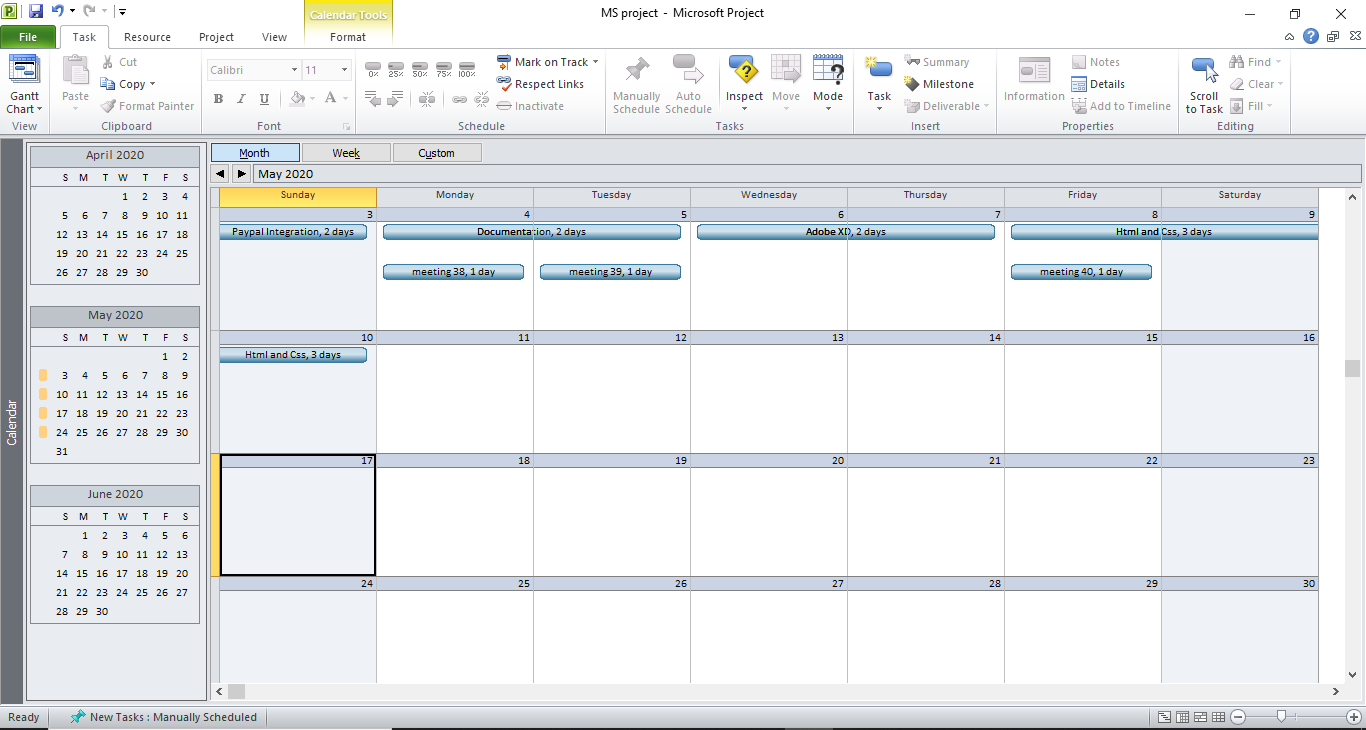 MS project - Microsoft Project
Calendar Tools
File Task Resource Project View Format
Gantt Chart
View
Paste
Cut
Copy
Format Painter
Clipboard
Calibri 11
B I U A
Font
0% 25% 50% 75% 100%
Mark on Track
Respect Links
Inactivate
Schedule
Manually Schedule
Auto Schedule
Inspect
Move
Mode
Tasks
Task
Summary
Milestone
Deliverable
Insert
Information
Notes
Details
Add to Timeline
Properties
Scroll to Task
Find
Clear
Fill
Editing
Calendar
April 2020
S M T W T F S
1 2 3 4
5 6 7 8 9 10 11
12 13 14 15 16 17 18
19 20 21 22 23 24 25
26 27 28 29 30
May 2020
S M T W T F S
1 2
3 4 5 6 7 8 9
10 11 12 13 14 15 16
17 18 19 20 21 22 23
24 25 26 27 28 29 30
31
June 2020
S M T W T F S
1 2 3 4 5 6
7 8 9 10 11 12 13
14 15 16 17 18 19 20
21 22 23 24 25 26 27
28 29 30
Month Week Custom
May 2020
Sunday Monday Tuesday Wednesday Thursday Friday Saturday
3 4 5 6 7 8 9
Paypal Integration, 2 days Documentation, 2 days Adobe XD, 2 days Html and Css, 3 days
meeting 38, 1 day meeting 39, 1 day meeting 40, 1 day
10 11 12 13 14 15 16
Html and Css, 3 days
17 18 19 20 21 22 23
24 25 26 27 28 29 30
Ready New Tasks : Manually Scheduled